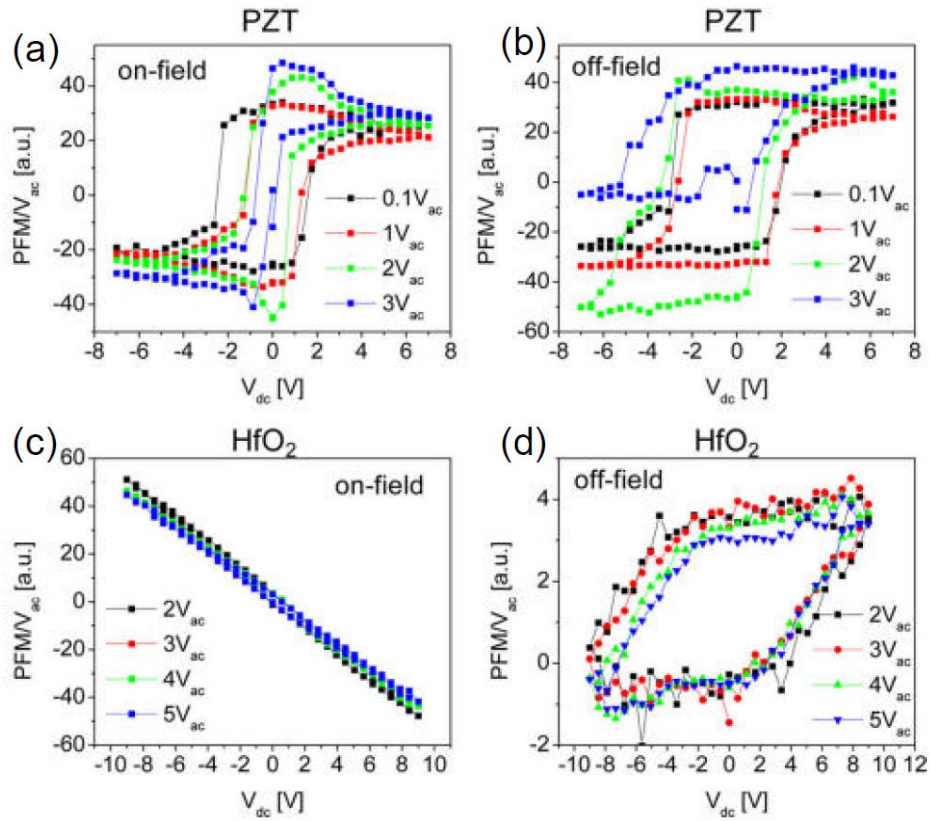 (a)
PZT
on-field
PFM/V_ac [a.u.]
40
20
0
-20
-40
0.1V_ac
1V_ac
2V_ac
3V_ac
-8 -6 -4 -2 0 2 4 6 8
V_dc [V]
(b)
PZT
off-field
PFM/V_ac [a.u.]
60
40
20
0
-20
-40
-60
0.1V_ac
1V_ac
2V_ac
3V_ac
-8 -6 -4 -2 0 2 4 6 8
V_dc [V]
(c)
HfO₂
on-field
PFM/V_ac [a.u.]
60
40
20
0
-20
-40
-60
2V_ac
3V_ac
4V_ac
5V_ac
-10 -8 -6 -4 -2 0 2 4 6 8 10
V_dc [V]
(d)
HfO₂
off-field
PFM/V_ac [a.u.]
4
2
0
-2
2V_ac
3V_ac
4V_ac
5V_ac
-10 -8 -6 -4 -2 0 2 4 6 8 10 12
V_dc [V]